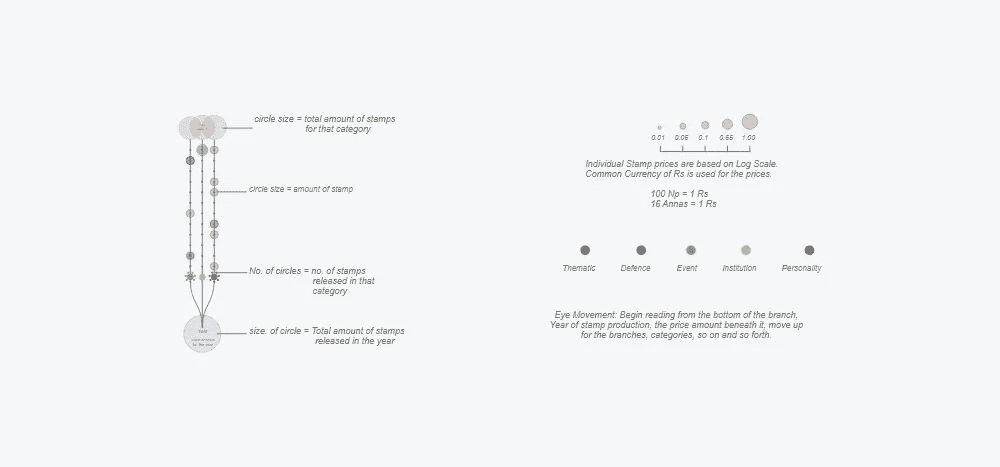 circle size = total amount of stamps
for that category
circle size = amount of stamp
No. of circles = no. of stamps
released in that
category
Year
size. of circle = Total amount of stamps
released in the year
0.01 0.05 0.1 0.55 1.00
Individual Stamp prices are based on Log Scale.
Common Currency of Rs is used for the prices.
100 Np = 1 Rs
16 Annas = 1 Rs
Thematic Defence Event Institution Personality
Eye Movement: Begin reading from the bottom of the branch,
Year of stamp production, the price amount beneath it, move up
for the branches, categories, so on and so forth.